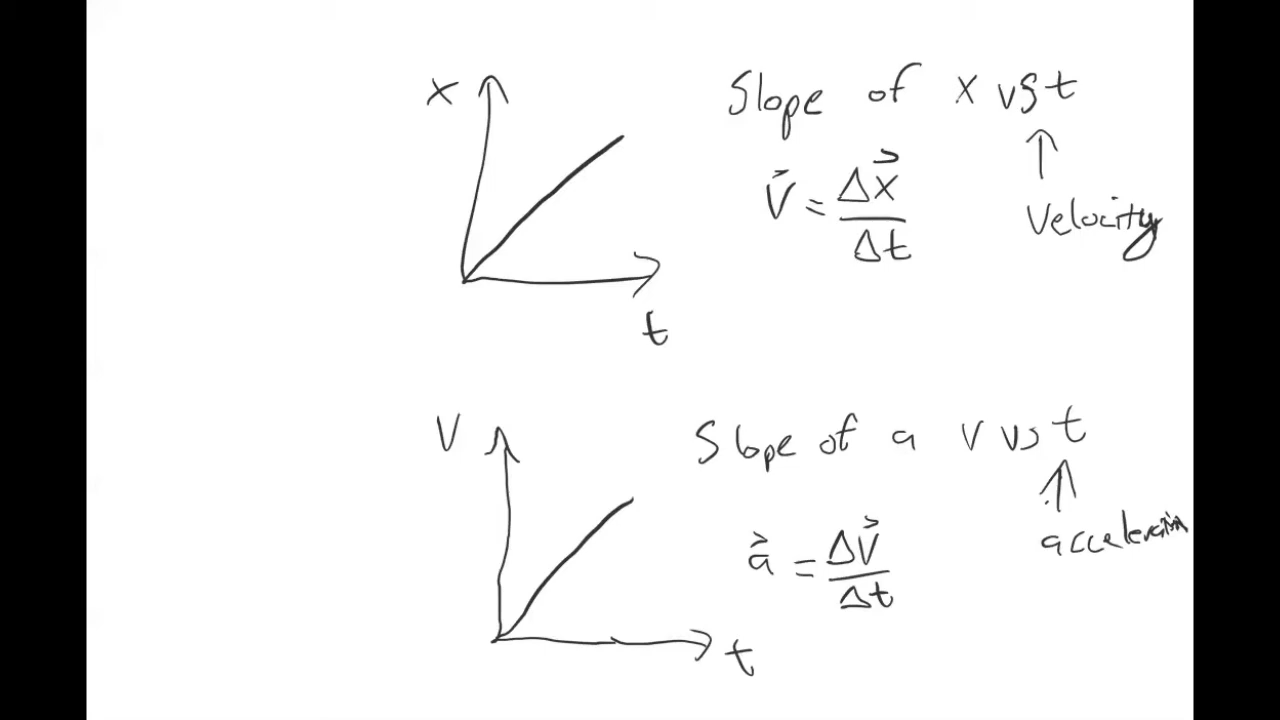 x
Slope of x vs t
v⃗ = Δx⃗ / Δt
velocity
t
V
Slope of a v vs t
a⃗ = ΔV⃗ / Δt
t